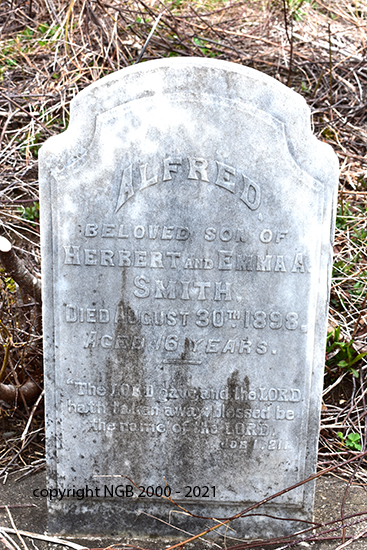 ALFRED
BELOVED SON OF
HERBERT AND EMMA A.
SMITH.
DIED AUGUST 30TH. 1898.
AGED 16 YEARS.
"The LORD gave, and the LORD
hath taken away; blessed be
the name of the LORD.
JOB 1. 21.
copyright NGB 2000 - 2021